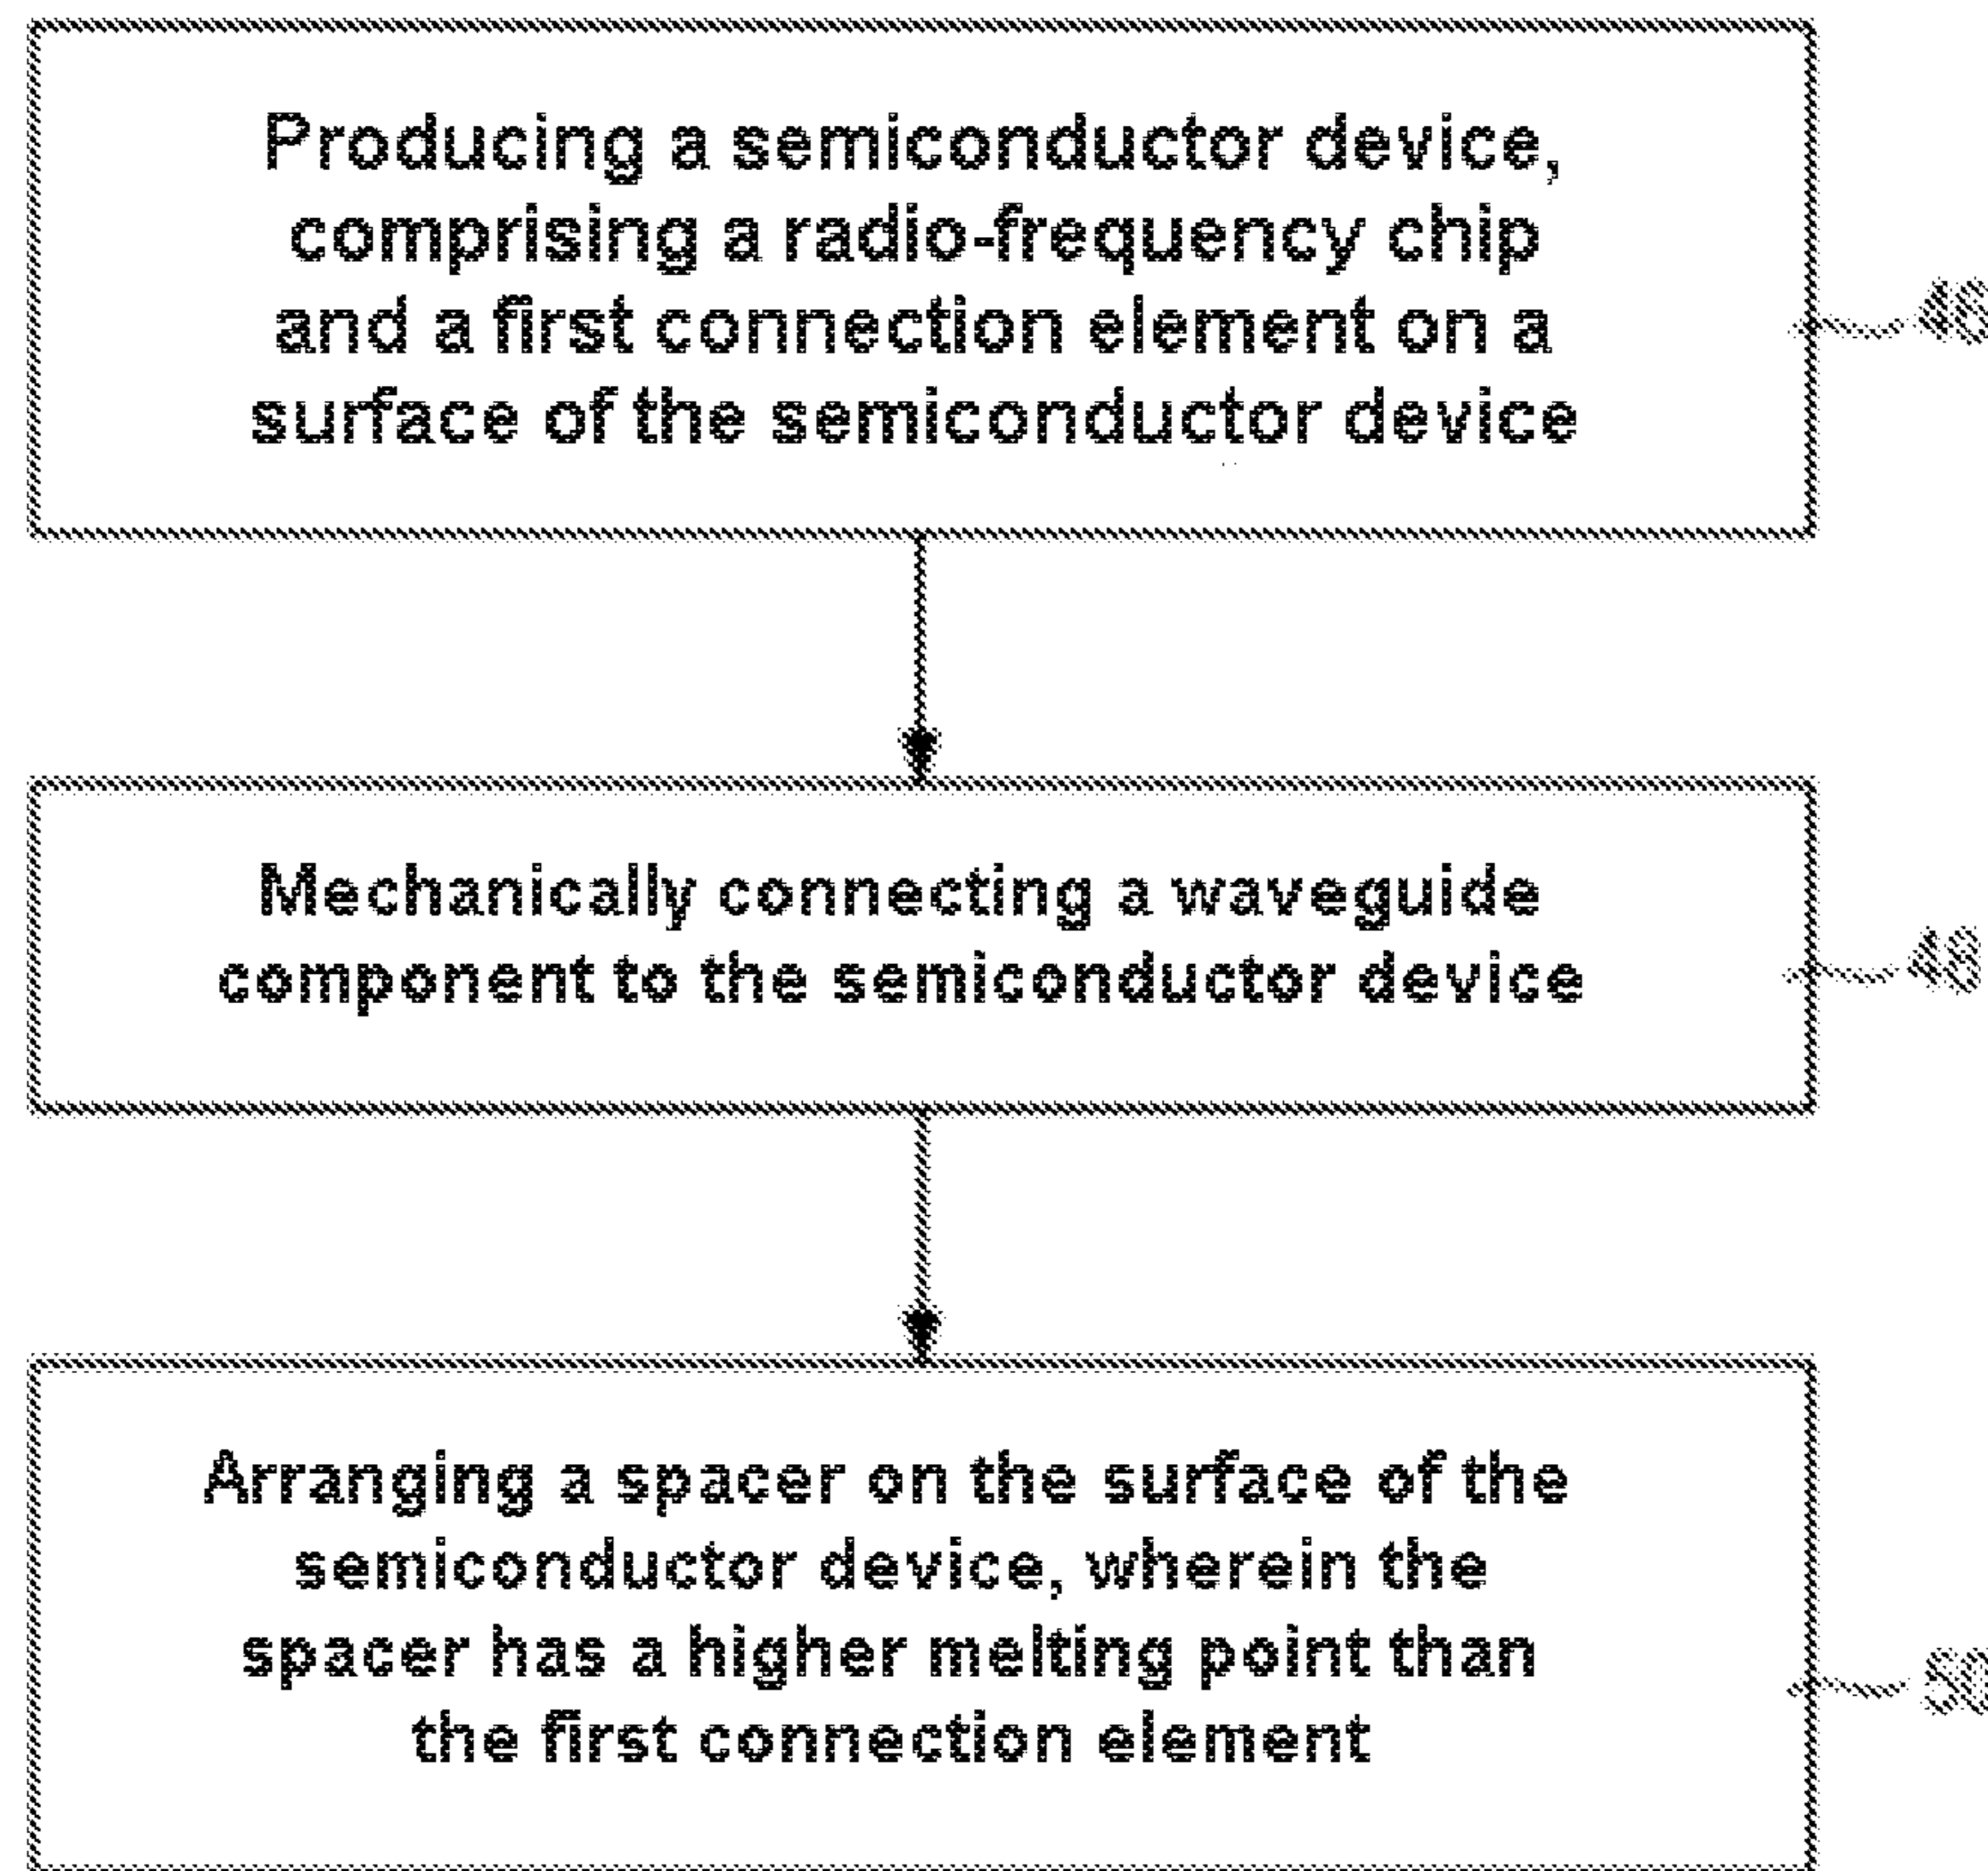 Producing a semiconductor device,
comprising a radio-frequency chip
and a first connection element on a
surface of the semiconductor device
Mechanically connecting a waveguide
component to the semiconductor device
48
Arranging a spacer on the surface of the
semiconductor device, wherein the
spacer has a higher melting point than
the first connection element
50